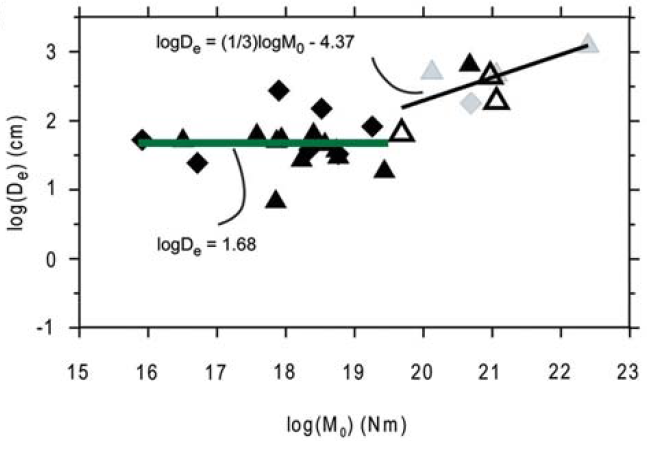 logDe = (1/3)logM0 - 4.37
3
2
1
0
-1
log(De) (cm)
logDe = 1.68
15 16 17 18 19 20 21 22 23
log(M0) (Nm)